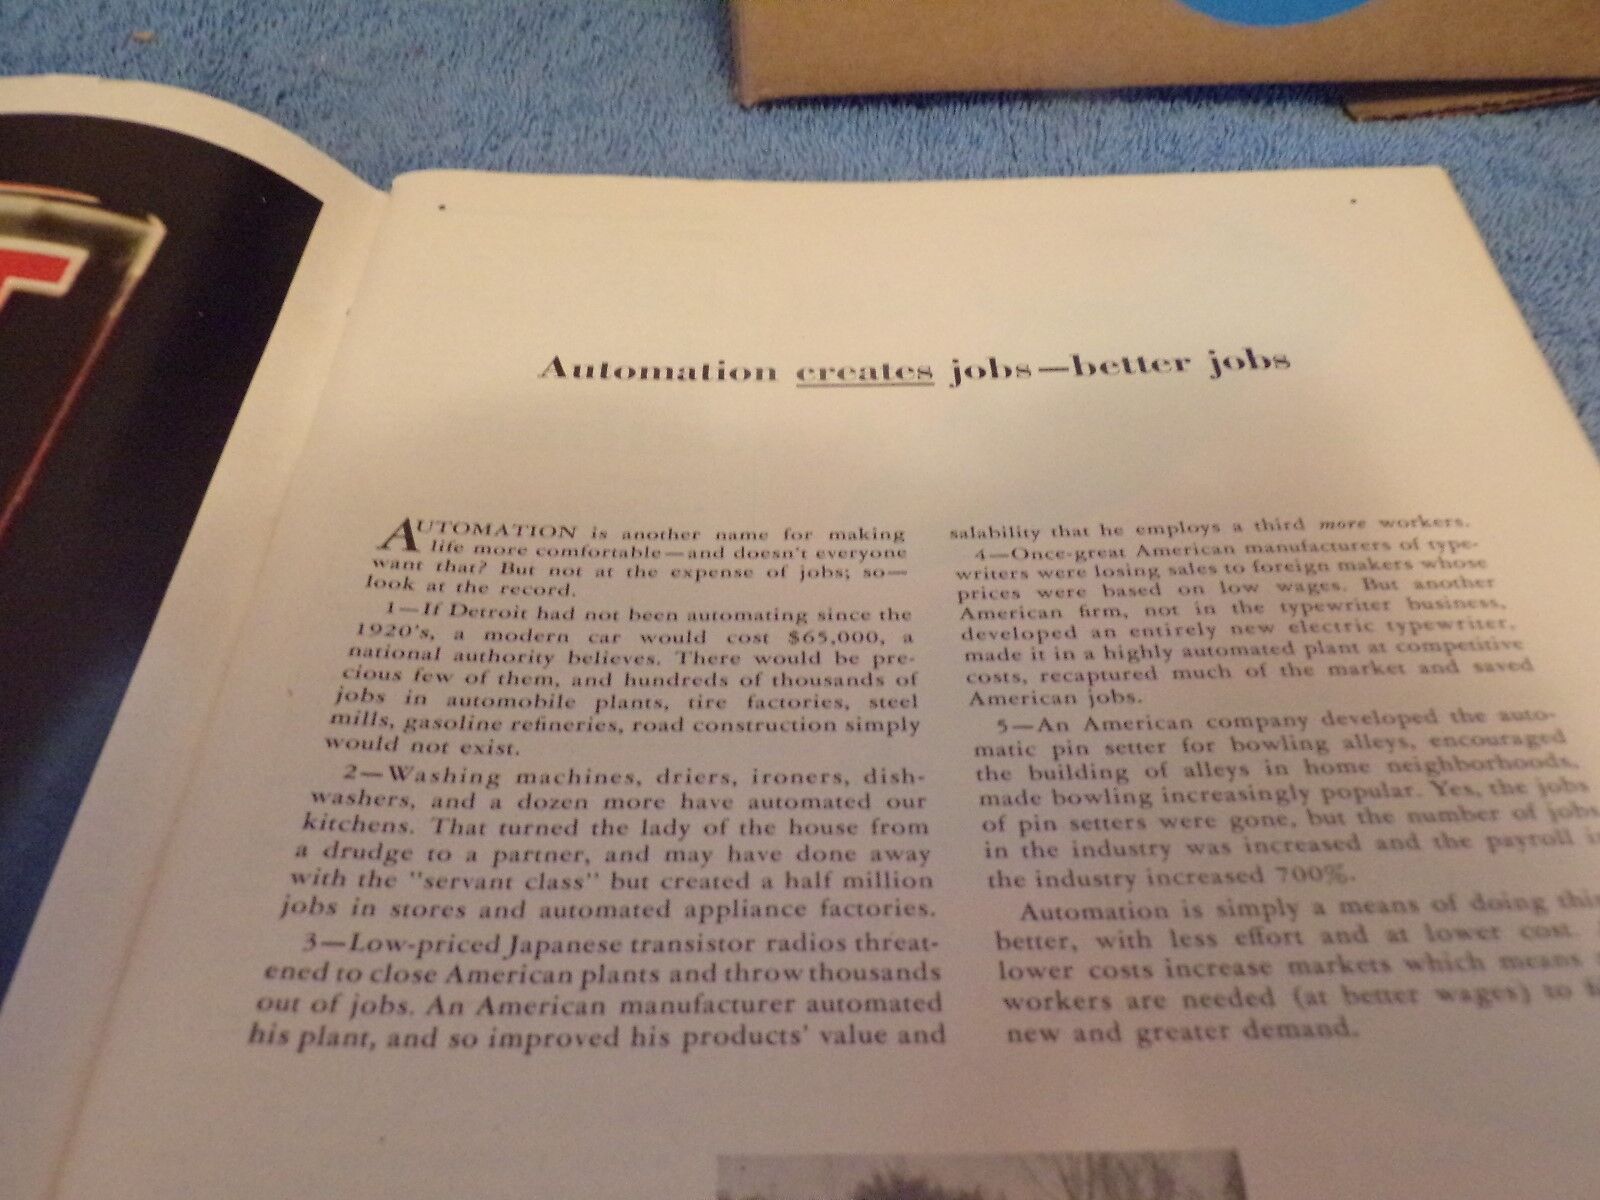 T
Automation creates jobs—better jobs
AUTOMATION is another name for making
life more comfortable—and doesn't everyone
want that? But not at the expense of jobs; so—
look at the record.
1—If Detroit had not been automating since the
1920's, a modern car would cost $65,000, a
national authority believes. There would be pre-
cious few of them, and hundreds of thousands of
jobs in automobile plants, tire factories, steel
mills, gasoline refineries, road construction simply
would not exist.
2—Washing machines, driers, ironers, dish-
washers, and a dozen more have automated our
kitchens. That turned the lady of the house from
a drudge to a partner, and may have done away
with the "servant class" but created a half million
jobs in stores and automated appliance factories.
3—Low-priced Japanese transistor radios threat-
ened to close American plants and throw thousands
out of jobs. An American manufacturer automated
his plant, and so improved his products' value and
salability that he employs a third more workers.
4—Once-great American manufacturers of type-
writers were losing sales to foreign makers whose
prices were based on low wages. But another
American firm, not in the typewriter business,
developed an entirely new electric typewriter,
made it in a highly automated plant at competitive
costs, recaptured much of the market and saved
American jobs.
5—An American company developed the auto-
matic pin setter for bowling alleys, encouraged
the building of alleys in home neighborhoods,
made bowling increasingly popular. Yes, the jobs
of pin setters were gone, but the number of jobs
in the industry was increased and the payroll
the industry increased 700%.
Automation is simply a means of doing
better, with less effort and at lower cost.
lower costs increase markets which means
workers are needed (at better wages) to
new and greater demand.